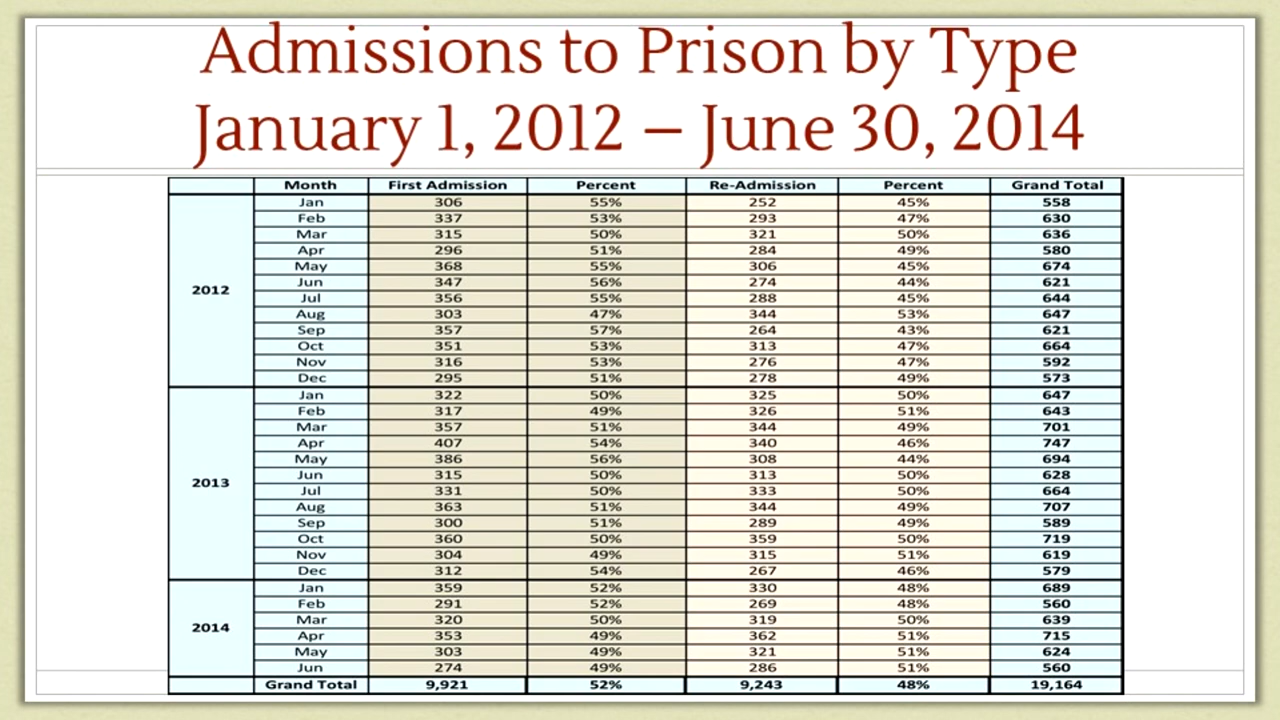 Admissions to Prison by Type
January 1, 2012 – June 30, 2014
Month First Admission Percent Re-Admission Percent Grand Total
2012
Jan 306 55% 252 45% 558
Feb 337 53% 293 47% 630
Mar 315 50% 321 50% 636
Apr 296 51% 284 49% 580
May 368 55% 306 45% 674
Jun 347 56% 274 44% 621
Jul 356 55% 288 45% 644
Aug 303 47% 344 53% 647
Sep 357 57% 264 43% 621
Oct 351 53% 313 47% 664
Nov 316 53% 276 47% 592
Dec 295 51% 278 49% 573
2013
Jan 322 50% 325 50% 647
Feb 317 49% 326 51% 643
Mar 357 51% 344 49% 701
Apr 407 54% 340 46% 747
May 386 56% 308 44% 694
Jun 315 50% 313 50% 628
Jul 331 50% 333 50% 664
Aug 363 51% 344 49% 707
Sep 300 51% 289 49% 589
Oct 360 50% 359 50% 719
Nov 304 49% 315 51% 619
Dec 312 54% 267 46% 579
2014
Jan 359 52% 330 48% 689
Feb 291 52% 269 48% 560
Mar 320 50% 319 50% 639
Apr 353 49% 362 51% 715
May 303 49% 321 51% 624
Jun 274 49% 286 51% 560
Grand Total 9,921 52% 9,243 48% 19,164